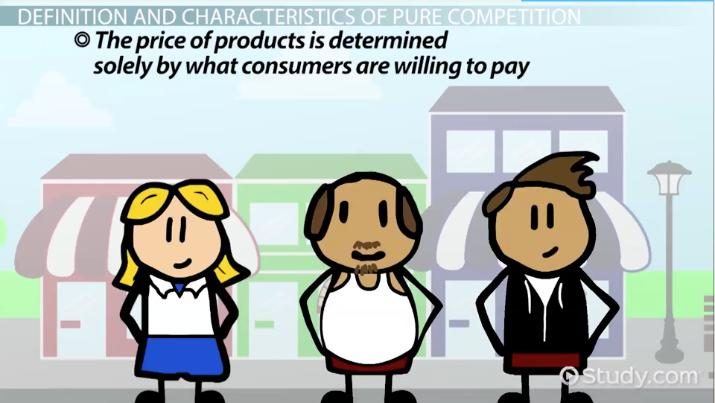 DEFINITION AND CHARACTERISTICS OF PURE COMPETITION
The price of products is determined
solely by what consumers are willing to pay
Study.com